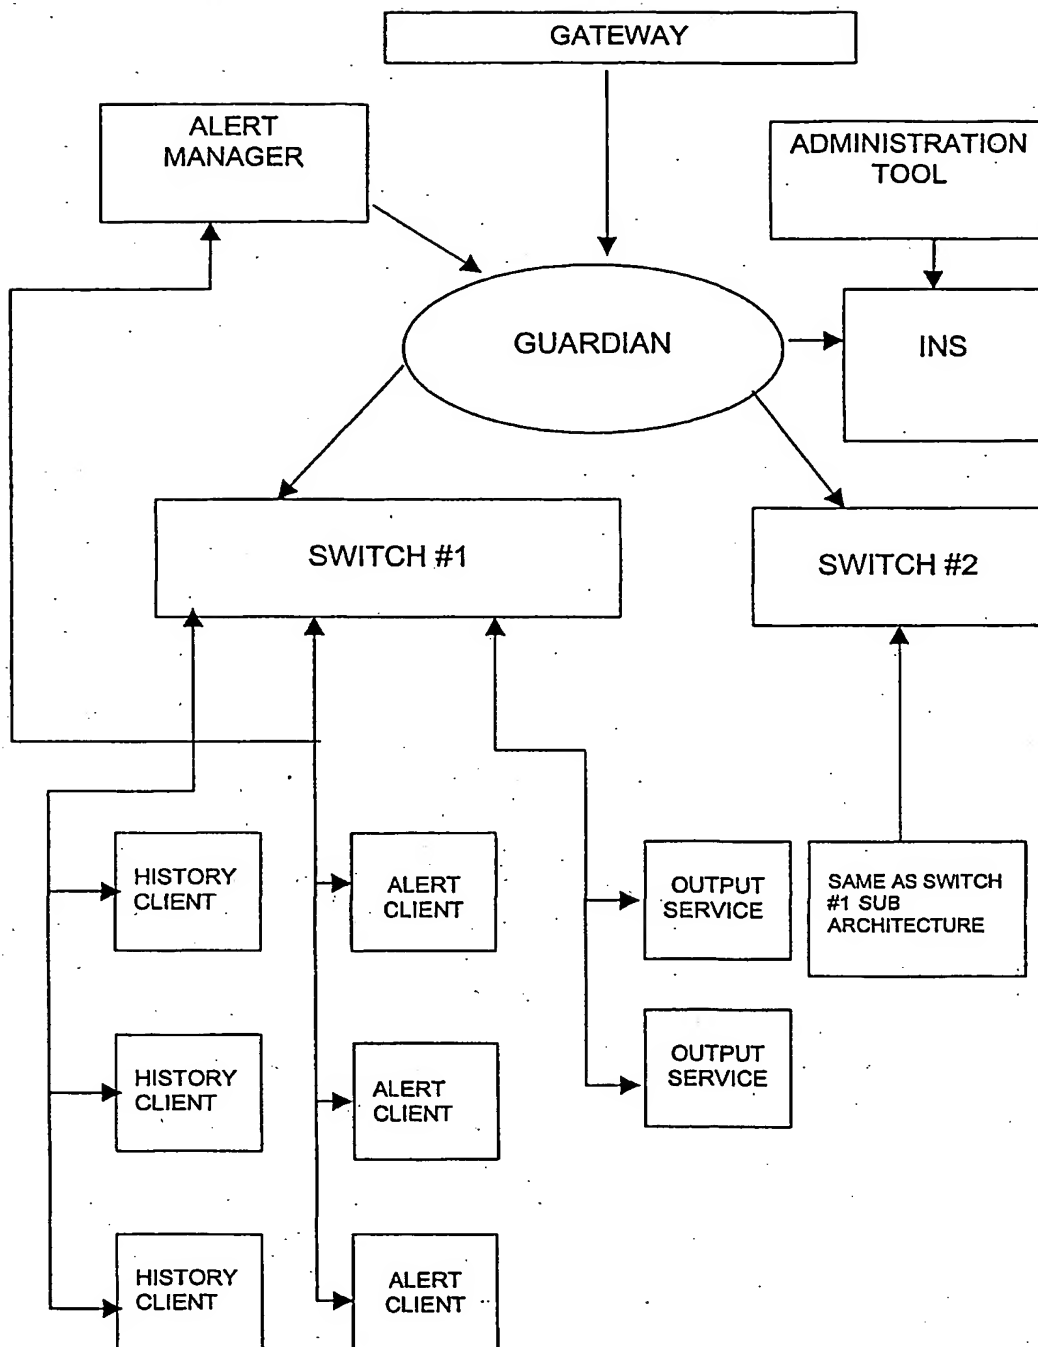 GATEWAY
ALERT
MANAGER
ADMINISTRATION
TOOL
GUARDIAN
INS
SWITCH #1
SWITCH #2
HISTORY
CLIENT
ALERT
CLIENT
OUTPUT
SERVICE
SAME AS SWITCH
#1 SUB
ARCHITECTURE
HISTORY
CLIENT
ALERT
CLIENT
OUTPUT
SERVICE
HISTORY
CLIENT
ALERT
CLIENT